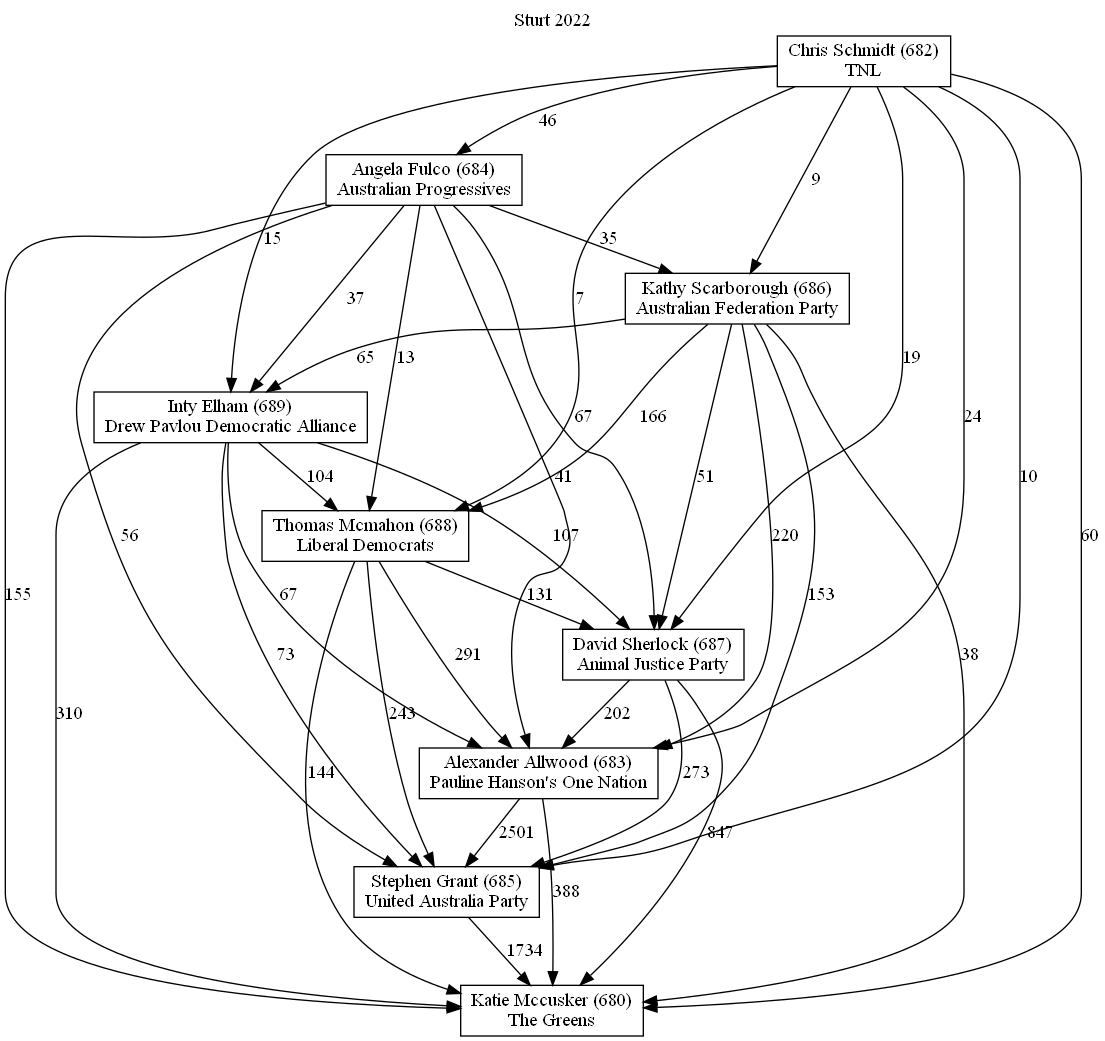 Sturt 2022
Chris Schmidt (682)
TNL
46
Angela Fulco (684)
Australian Progressives
9
15
35
Kathy Scarborough (686)
Australian Federation Party
37
7
65
13
19
Inty Elham (689)
Drew Pavlou Democratic Alliance
67
166
24
104
41
51
10
Thomas Mcmahon (688)
Liberal Democrats
56
107
220
60
155
67
131
153
David Sherlock (687)
Animal Justice Party
73
291
38
310
243
202
Alexander Allwood (683)
Pauline Hanson's One Nation
144
273
2501
847
Stephen Grant (685)
United Australia Party
388
1734
Katie Mccusker (680)
The Greens